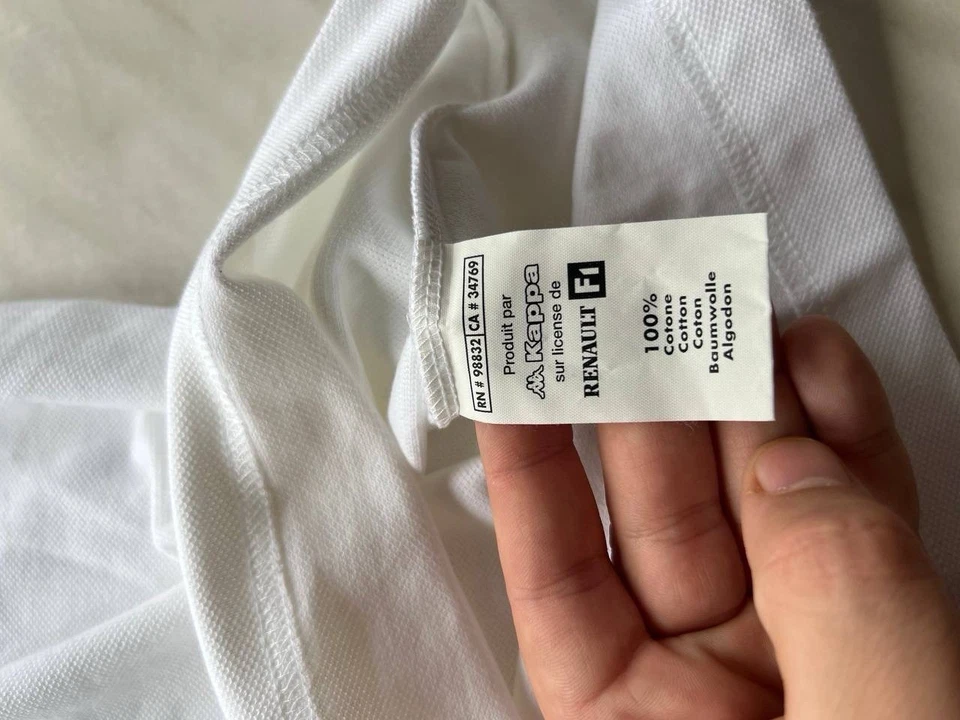 RN # 98832 CA # 34769
Produit par
Kappa
sur license de
RENAULT F1
100%
Cotone
Cotton
Coton
Baumwolle
Algodon